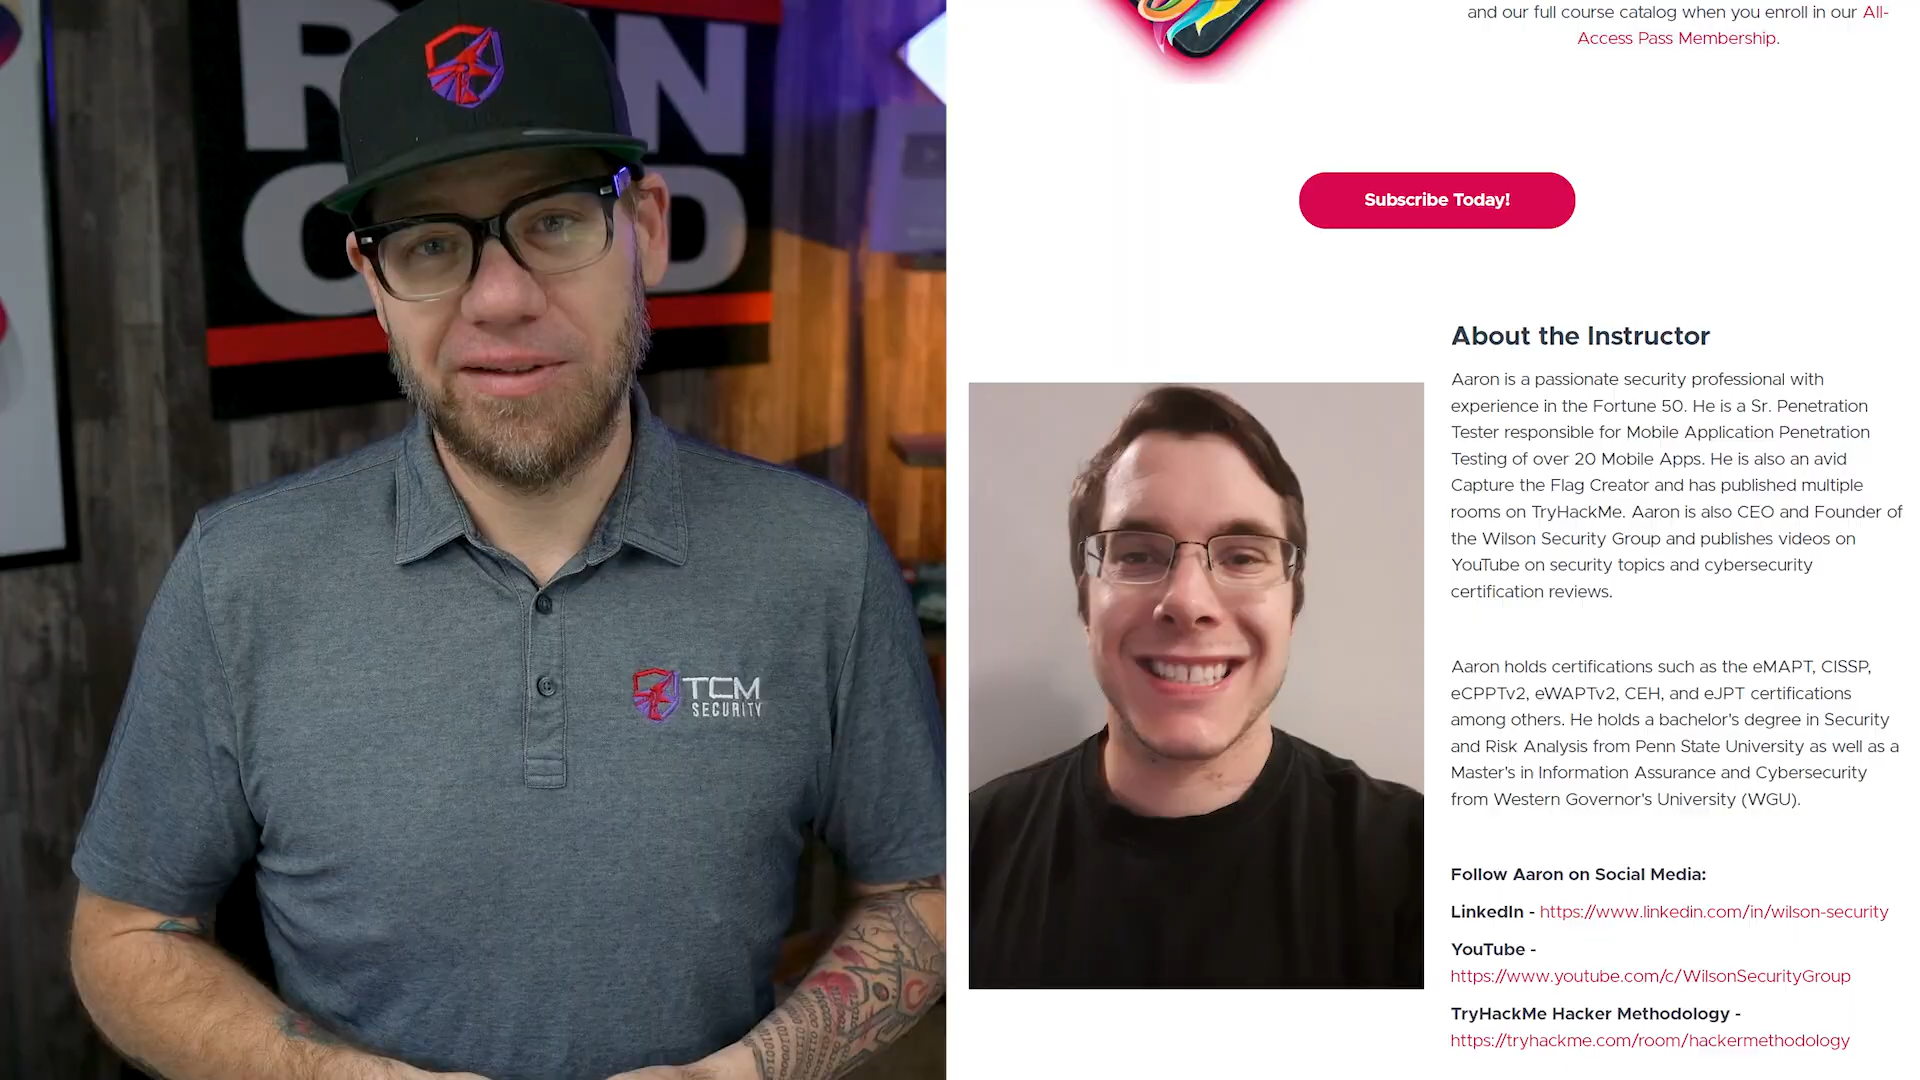 R N
C D
TCM
SECURITY
and our full course catalog when you enroll in our All-
Access Pass Membership.
Subscribe Today!
About the Instructor
Aaron is a passionate security professional with
experience in the Fortune 50. He is a Sr. Penetration
Tester responsible for Mobile Application Penetration
Testing of over 20 Mobile Apps. He is also an avid
Capture the Flag Creator and has published multiple
rooms on TryHackMe. Aaron is also CEO and Founder of
the Wilson Security Group and publishes videos on
YouTube on security topics and cybersecurity
certification reviews.
Aaron holds certifications such as the eMAPT, CISSP,
eCPPTv2, eWAPTv2, CEH, and eJPT certifications
among others. He holds a bachelor's degree in Security
and Risk Analysis from Penn State University as well as a
Master's in Information Assurance and Cybersecurity
from Western Governor's University (WGU).
Follow Aaron on Social Media:
LinkedIn - https://www.linkedin.com/in/wilson-security
YouTube -
https://www.youtube.com/c/WilsonSecurityGroup
TryHackMe Hacker Methodology -
https://tryhackme.com/room/hackermethodology